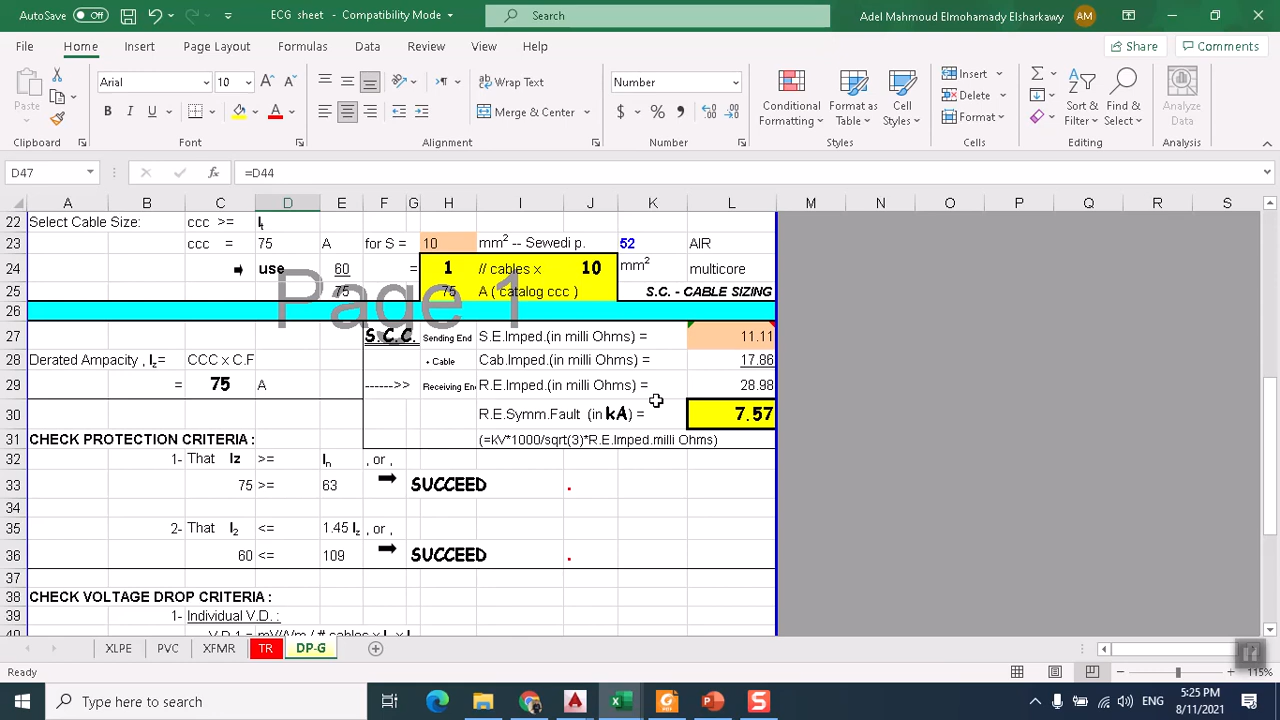 AutoSave Off ECG sheet - Compatibility Mode Search Adel Mahmoud Elmohamady Elsharkawy AM
File Home Insert Page Layout Formulas Data Review View Help Share Comments
Paste Arial 10 Wrap Text Number Insert
B I U Merge & Center $ % Conditional Formatting Format as Table Cell Styles Delete Format Sort & Filter Find & Select Analyze Data
Clipboard Font Alignment Number Styles Cells Editing Analysis
D47 =D44
A B C D E F G H I J K L M N O P Q R S
22 Select Cable Size: ccc >= It
23 ccc = 75 A for S = 10 mm2 -- Sewedi p. 52 AIR
24 use 60 = 1 // cables x 10 mm2 multicore
25 75 75 A ( catalog ccc ) S.C. - CABLE SIZING
Page 1
26
27 S.C.C. Sending End S.E.Imped.(in milli Ohms) = 11.11
28 Derated Ampacity , Iz= CCC x C.F + Cable Cab.Imped.(in milli Ohms) = 17.86
29 = 75 A ------>> Receiving End R.E.Imped.(in milli Ohms) = 28.98
30 R.E.Symm.Fault (in kA) = 7.57
31 CHECK PROTECTION CRITERIA : (=kV*1000/sqrt(3)*R.E.Imped.milli Ohms)
32 1- That Iz >= In , or ,
33 75 >= 63 SUCCEED .
34
35 2- That I2 <= 1.45 Iz , or ,
36 60 <= 109 SUCCEED .
37
38 CHECK VOLTAGE DROP CRITERIA :
39 1- Individual V.D. :
XLPE PVC XFMR TR DP-G
Ready 115%
Type here to search ENG 5:25 PM
8/11/2021